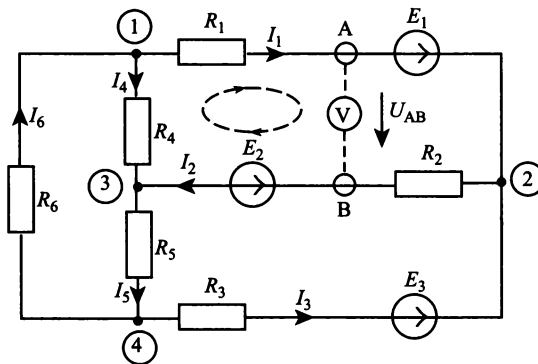 1 R1 I1 A E1
I4
I6 V UAB
R4 E2 R2
I2
3 2
R6 B
R5
I5 R3 I3 E3
4